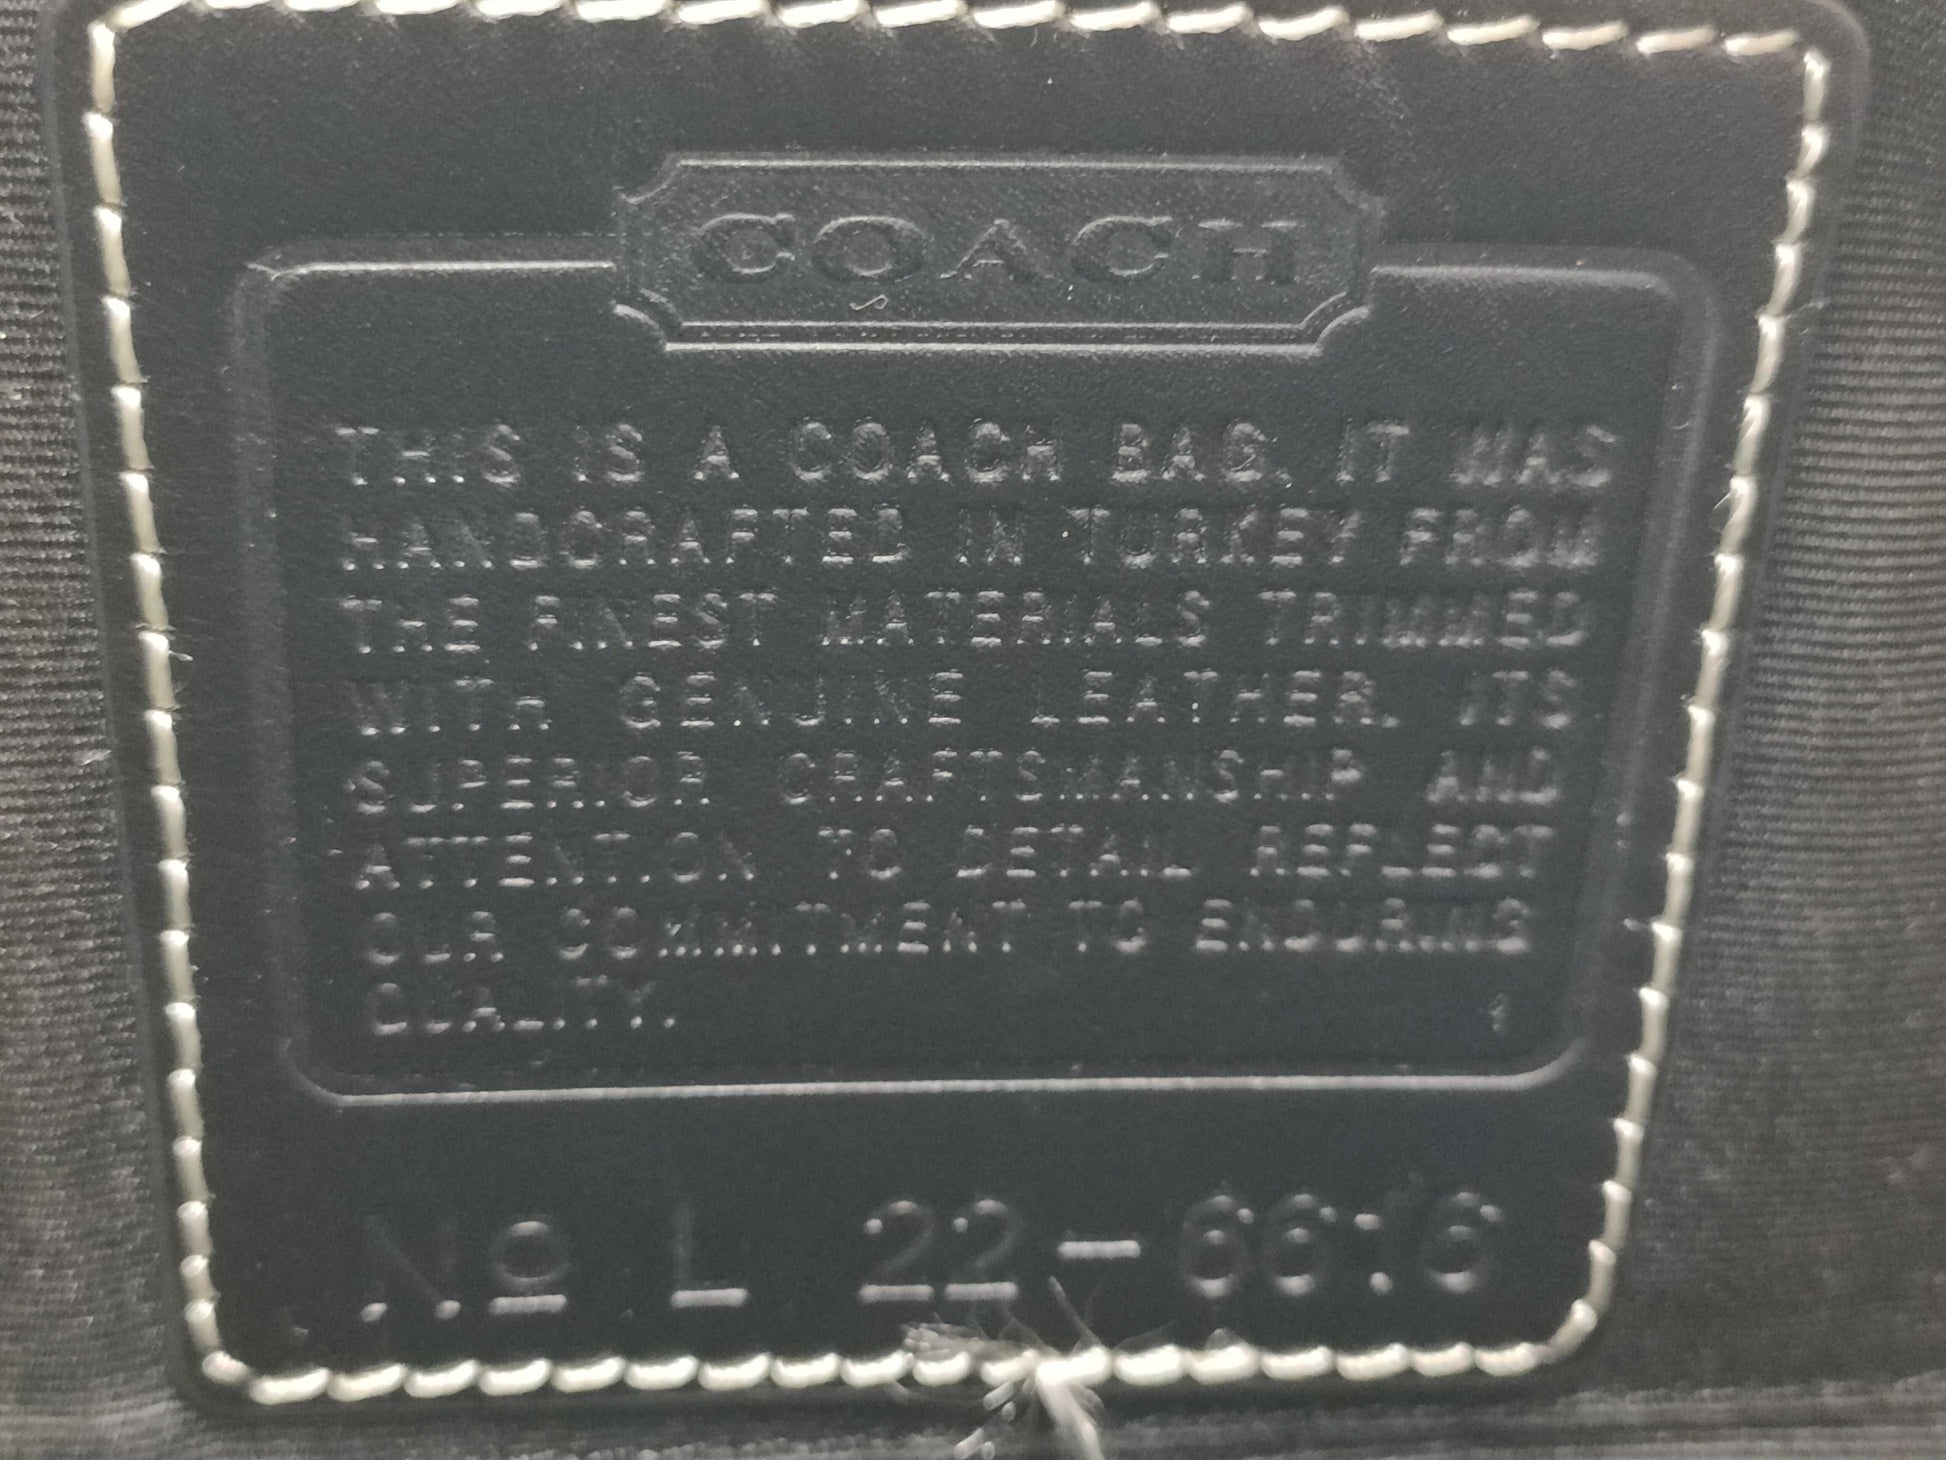 COACH
THIS IS A COACH BAG. IT WAS
HANDCRAFTED IN TURKEY FROM
THE FINEST MATERIALS TRIMMED
WITH GENUINE LEATHER. ITS
SUPERIOR CRAFTSMANSHIP AND
ATTENTION TO DETAIL REFLECT
OUR COMMITMENT TO ENDURING
QUALITY. 1
No L 22-6616